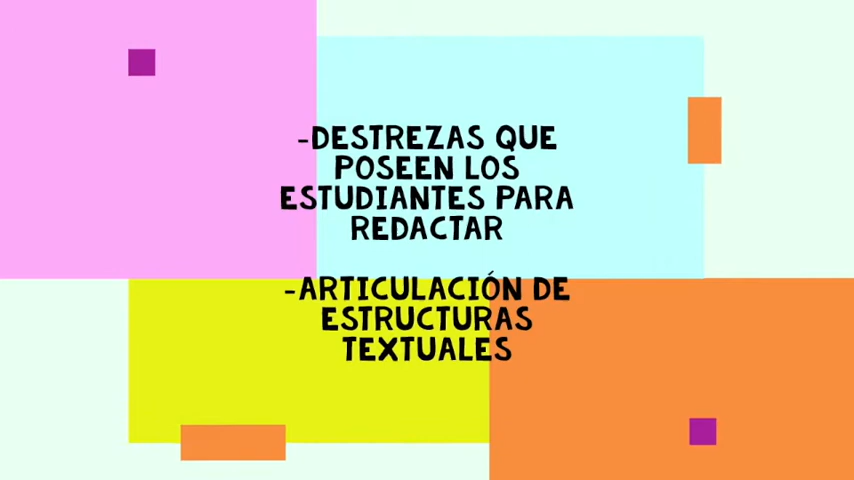 -DESTREZAS QUE
POSEEN LOS
ESTUDIANTES PARA
REDACTAR
-ARTICULACIÓN DE
ESTRUCTURAS
TEXTUALES